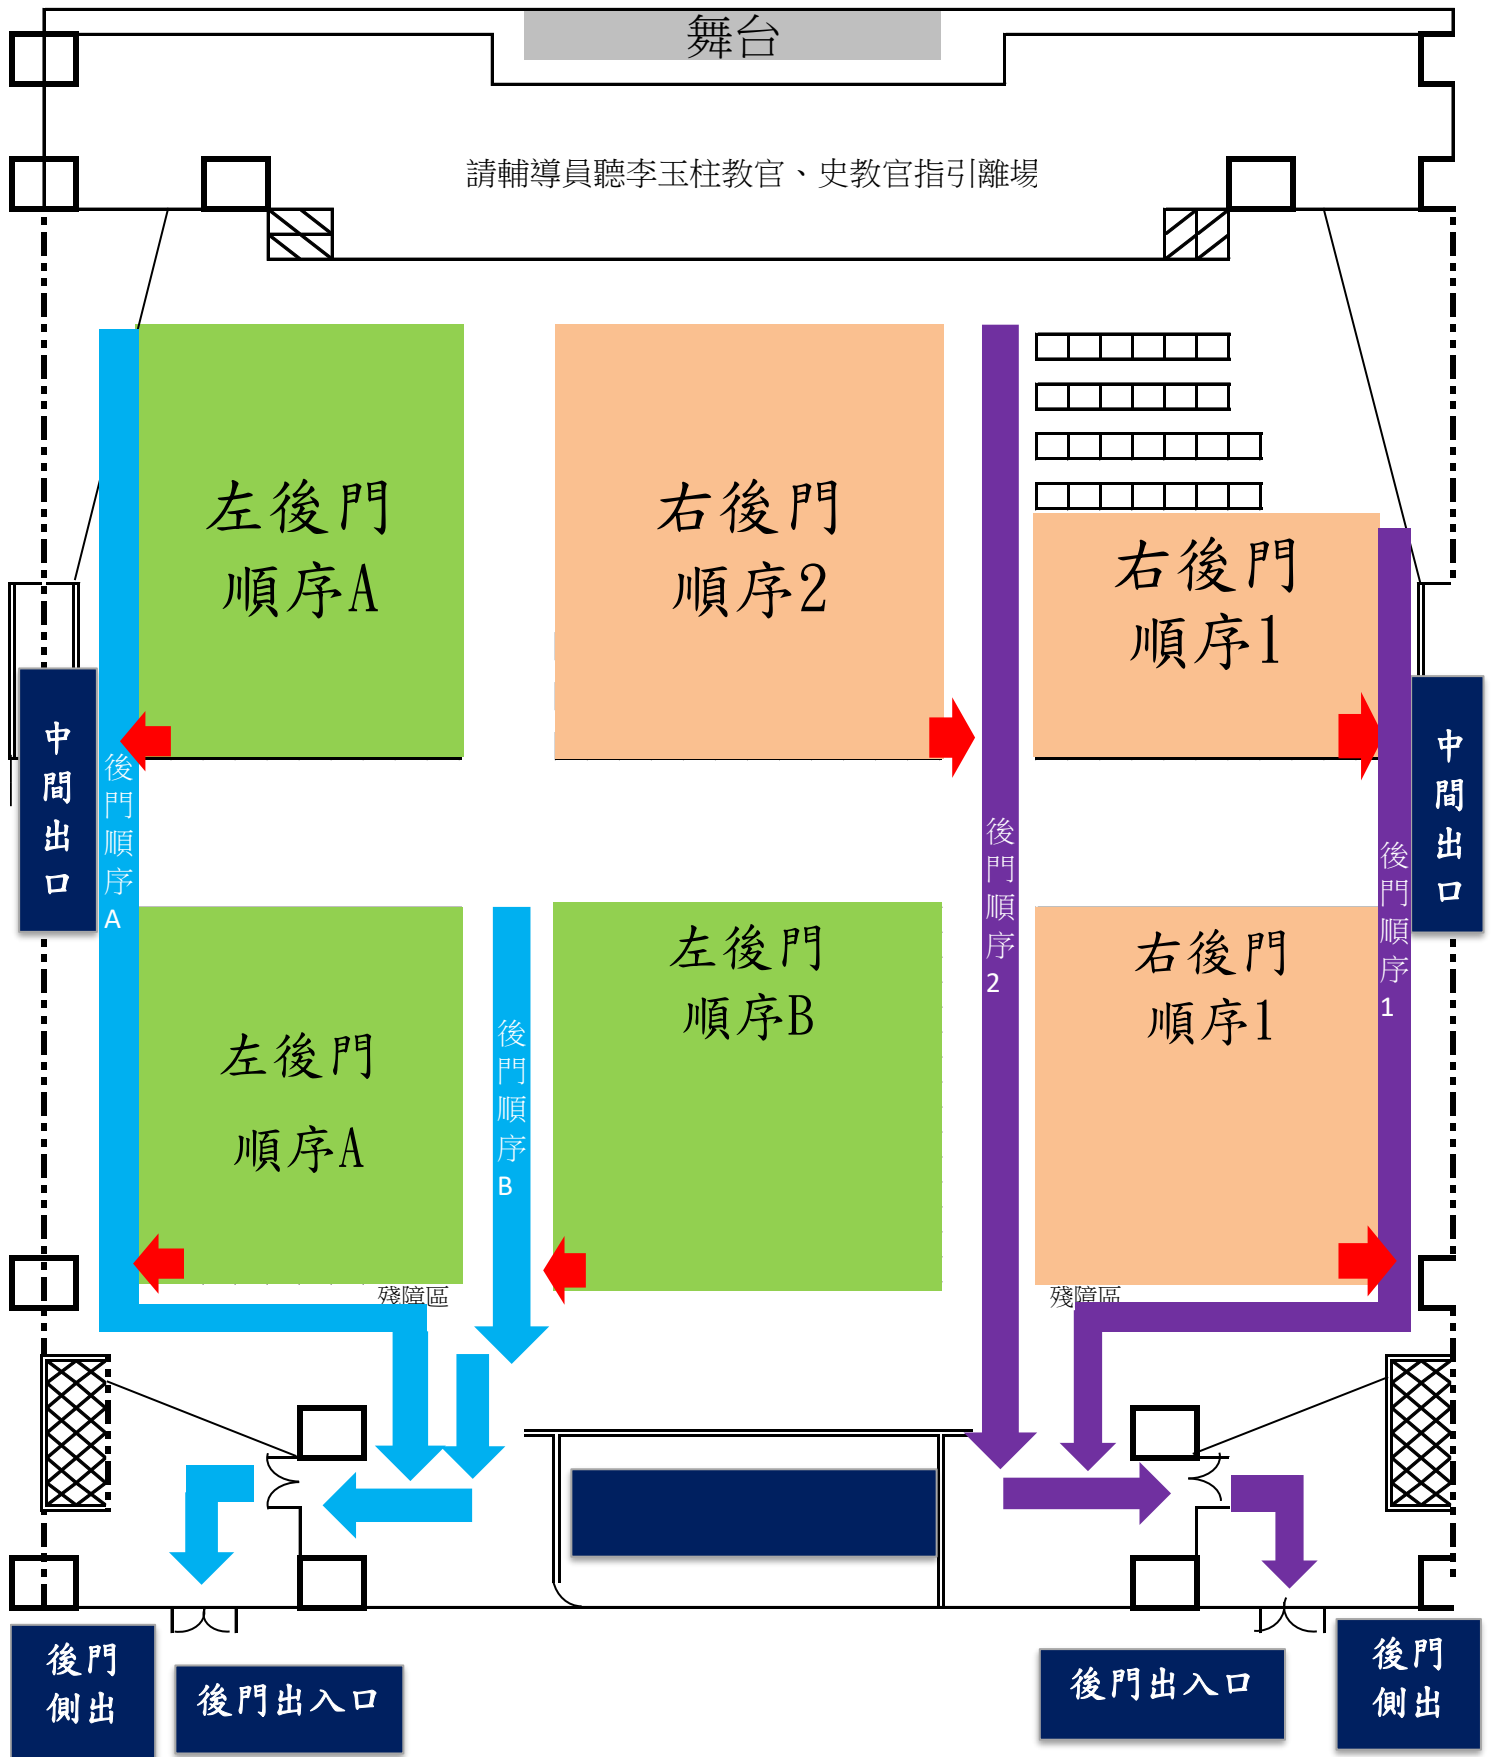 舞台
請輔導員聽李玉柱教官、史教官指引離場
左後門
順序A
右後門
順序2
右後門
順序1
中間出口
後門順序A
後門順序2
後門順序1
中間出口
左後門
順序A
後門順序B
左後門
順序B
右後門
順序1
殘障區
殘障區
後門
側出
後門出入口
後門出入口
後門
側出